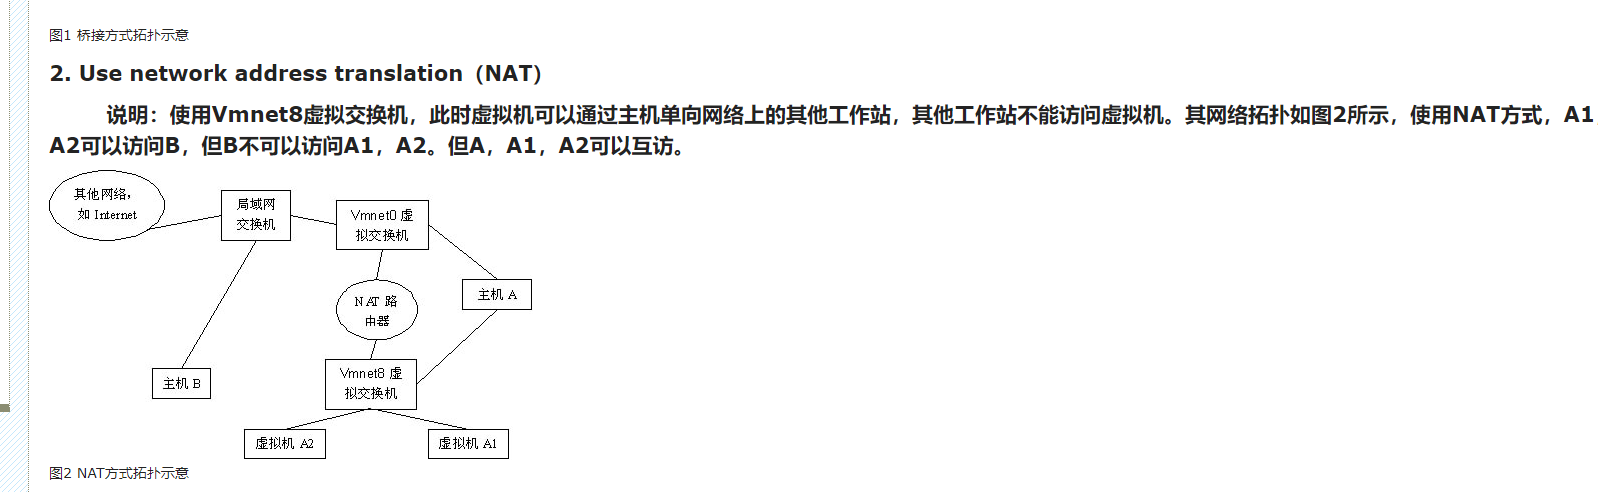 图1 桥接方式拓扑示意
2. Use network address translation（NAT）
说明：使用Vmnet8虚拟交换机，此时虚拟机可以通过主机单向网络上的其他工作站，其他工作站不能访问虚拟机。其网络拓扑如图2所示，使用NAT方式，A1
A2可以访问B，但B不可以访问A1，A2。但A，A1，A2可以互访。
其他网络，
如 Internet
局域网
交换机
Vmnet0 虚
拟交换机
主机 A
NAT 路
由器
Vmnet8 虚
拟交换机
主机 B
虚拟机 A2
虚拟机 A1
图2 NAT方式拓扑示意